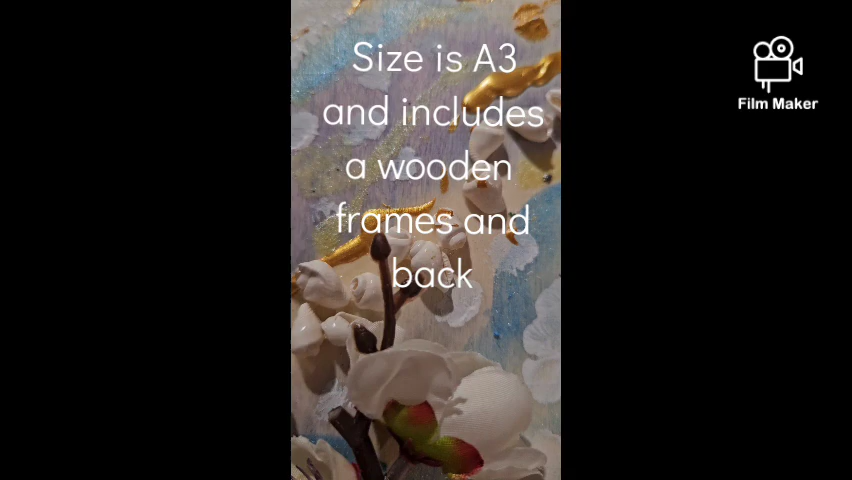 Size is A3
and includes
a wooden
frames and
back
Film Maker